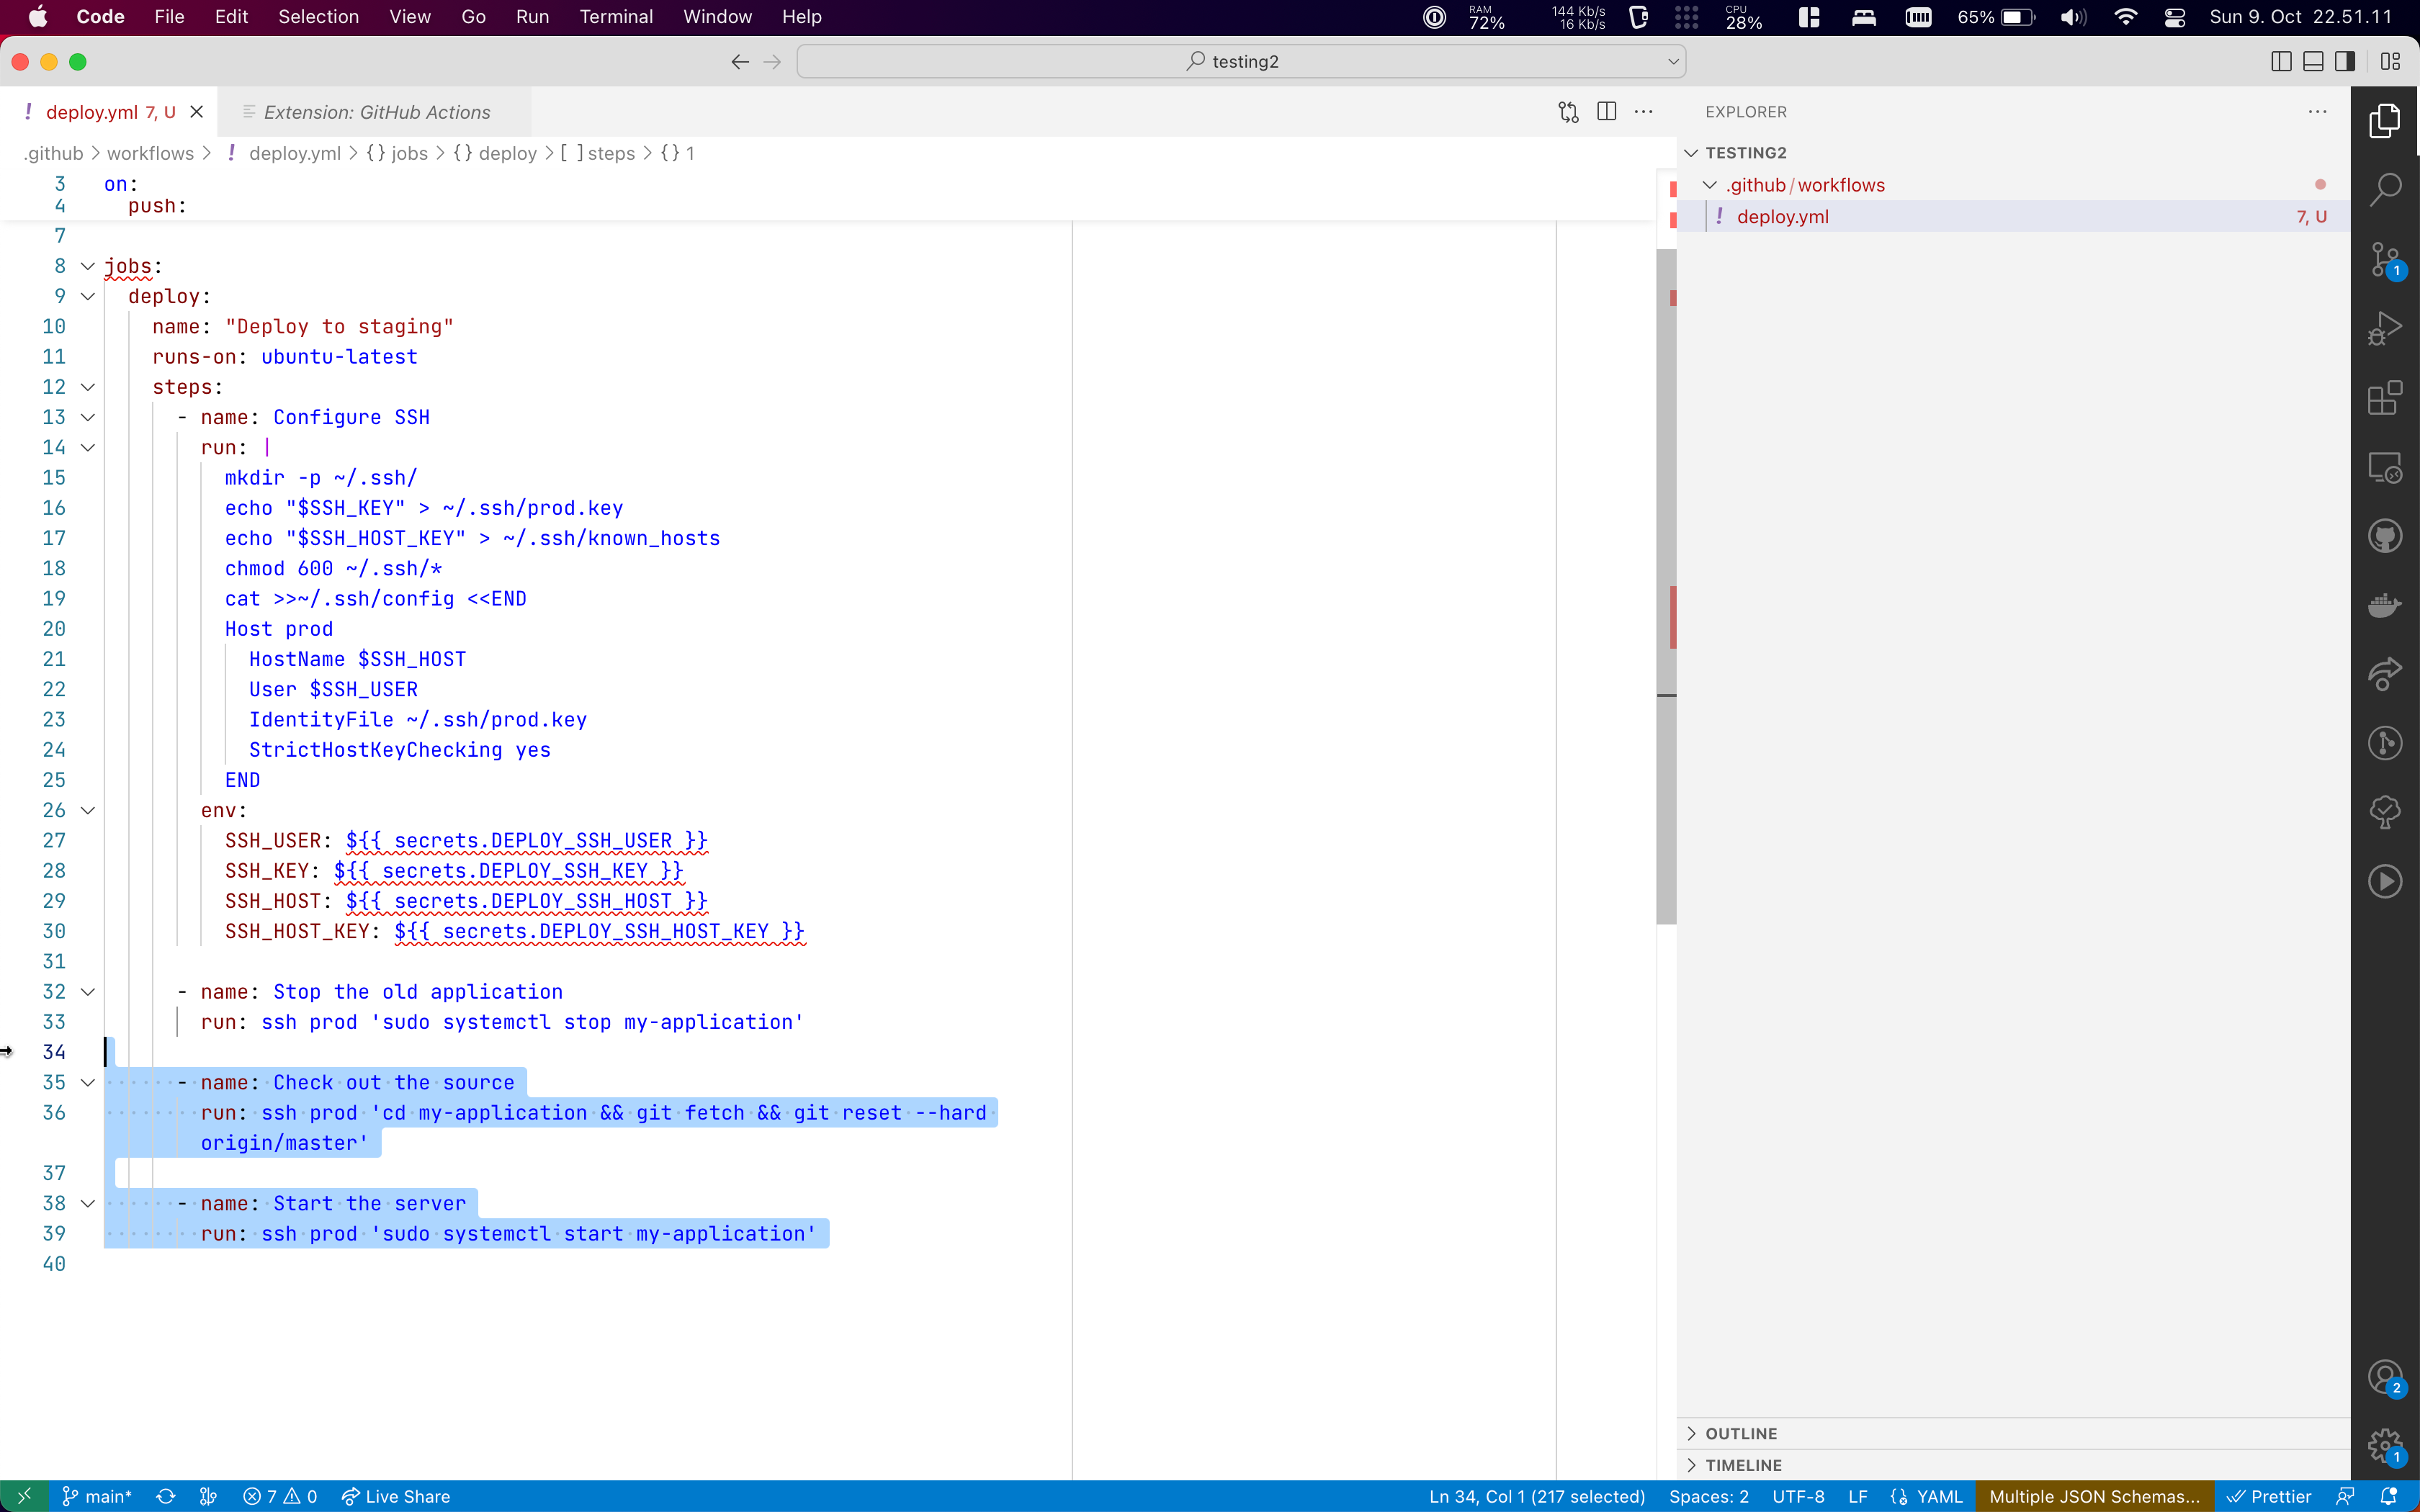 Code File Edit Selection View Go Run Terminal Window Help
RAM 72% 144 Kb/s 16 Kb/s CPU 28% 65% Sun 9. Oct 22.51.11
testing2
deploy.yml 7, U
Extension: GitHub Actions
.github > workflows > ! deploy.yml > {} jobs > {} deploy > [ ] steps > {} 1
3 on:
4 push:
7
8 jobs:
9 deploy:
10 name: "Deploy to staging"
11 runs-on: ubuntu-latest
12 steps:
13 - name: Configure SSH
14 run: |
15 mkdir -p ~/.ssh/
16 echo "$SSH_KEY" > ~/.ssh/prod.key
17 echo "$SSH_HOST_KEY" > ~/.ssh/known_hosts
18 chmod 600 ~/.ssh/*
19 cat >>~/.ssh/config <<END
20 Host prod
21 HostName $SSH_HOST
22 User $SSH_USER
23 IdentityFile ~/.ssh/prod.key
24 StrictHostKeyChecking yes
25 END
26 env:
27 SSH_USER: ${{ secrets.DEPLOY_SSH_USER }}
28 SSH_KEY: ${{ secrets.DEPLOY_SSH_KEY }}
29 SSH_HOST: ${{ secrets.DEPLOY_SSH_HOST }}
30 SSH_HOST_KEY: ${{ secrets.DEPLOY_SSH_HOST_KEY }}
31
32 - name: Stop the old application
33 run: ssh prod 'sudo systemctl stop my-application'
34
35 - name: Check out the source
36 run: ssh prod 'cd my-application && git fetch && git reset --hard
origin/master'
37
38 - name: Start the server
39 run: ssh prod 'sudo systemctl start my-application'
40
EXPLORER
TESTING2
.github / workflows
! deploy.yml 7, U
OUTLINE
TIMELINE
1
2
1
main* 7 0 Live Share
Ln 34, Col 1 (217 selected) Spaces: 2 UTF-8 LF YAML Multiple JSON Schemas... Prettier